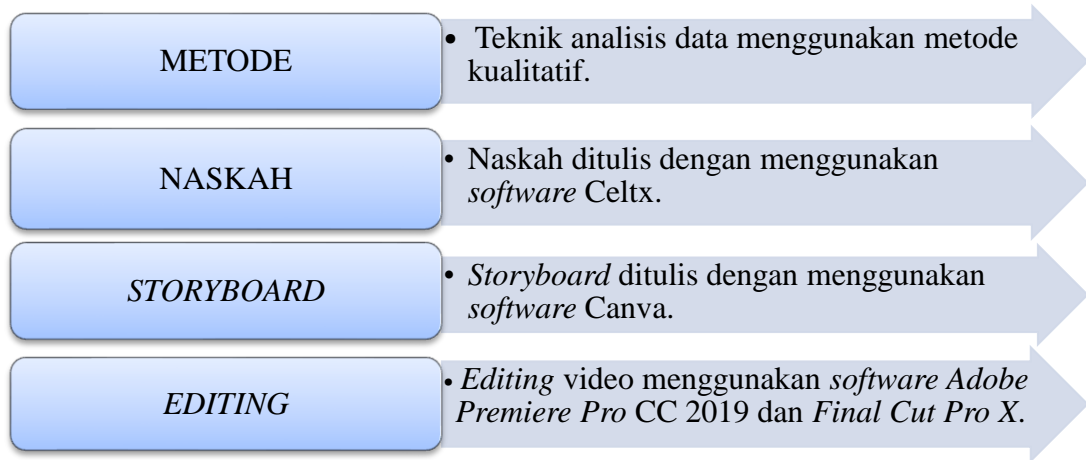 METODE
• Teknik analisis data menggunakan metode
kualitatif.
NASKAH
• Naskah ditulis dengan menggunakan
software Celtx.
STORYBOARD
• Storyboard ditulis dengan menggunakan
software Canva.
EDITING
• Editing video menggunakan software Adobe
Premiere Pro CC 2019 dan Final Cut Pro X.